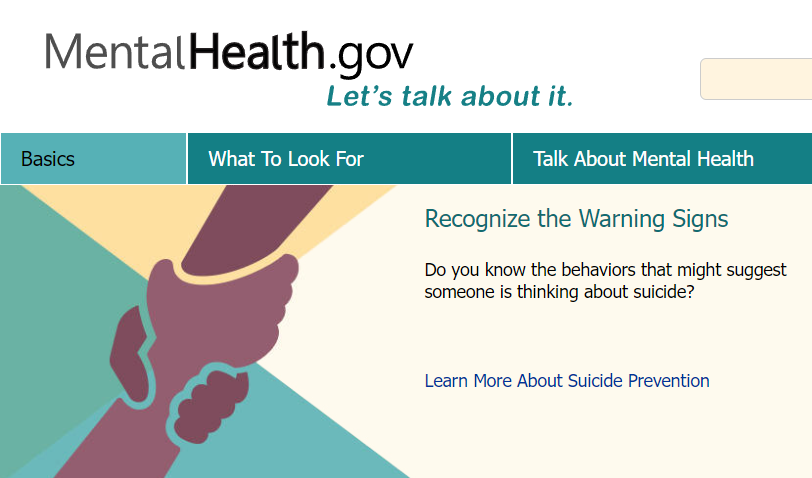 MentalHealth.gov
Let's talk about it.
Basics
What To Look For
Talk About Mental Health
Recognize the Warning Signs
Do you know the behaviors that might suggest
someone is thinking about suicide?
Learn More About Suicide Prevention